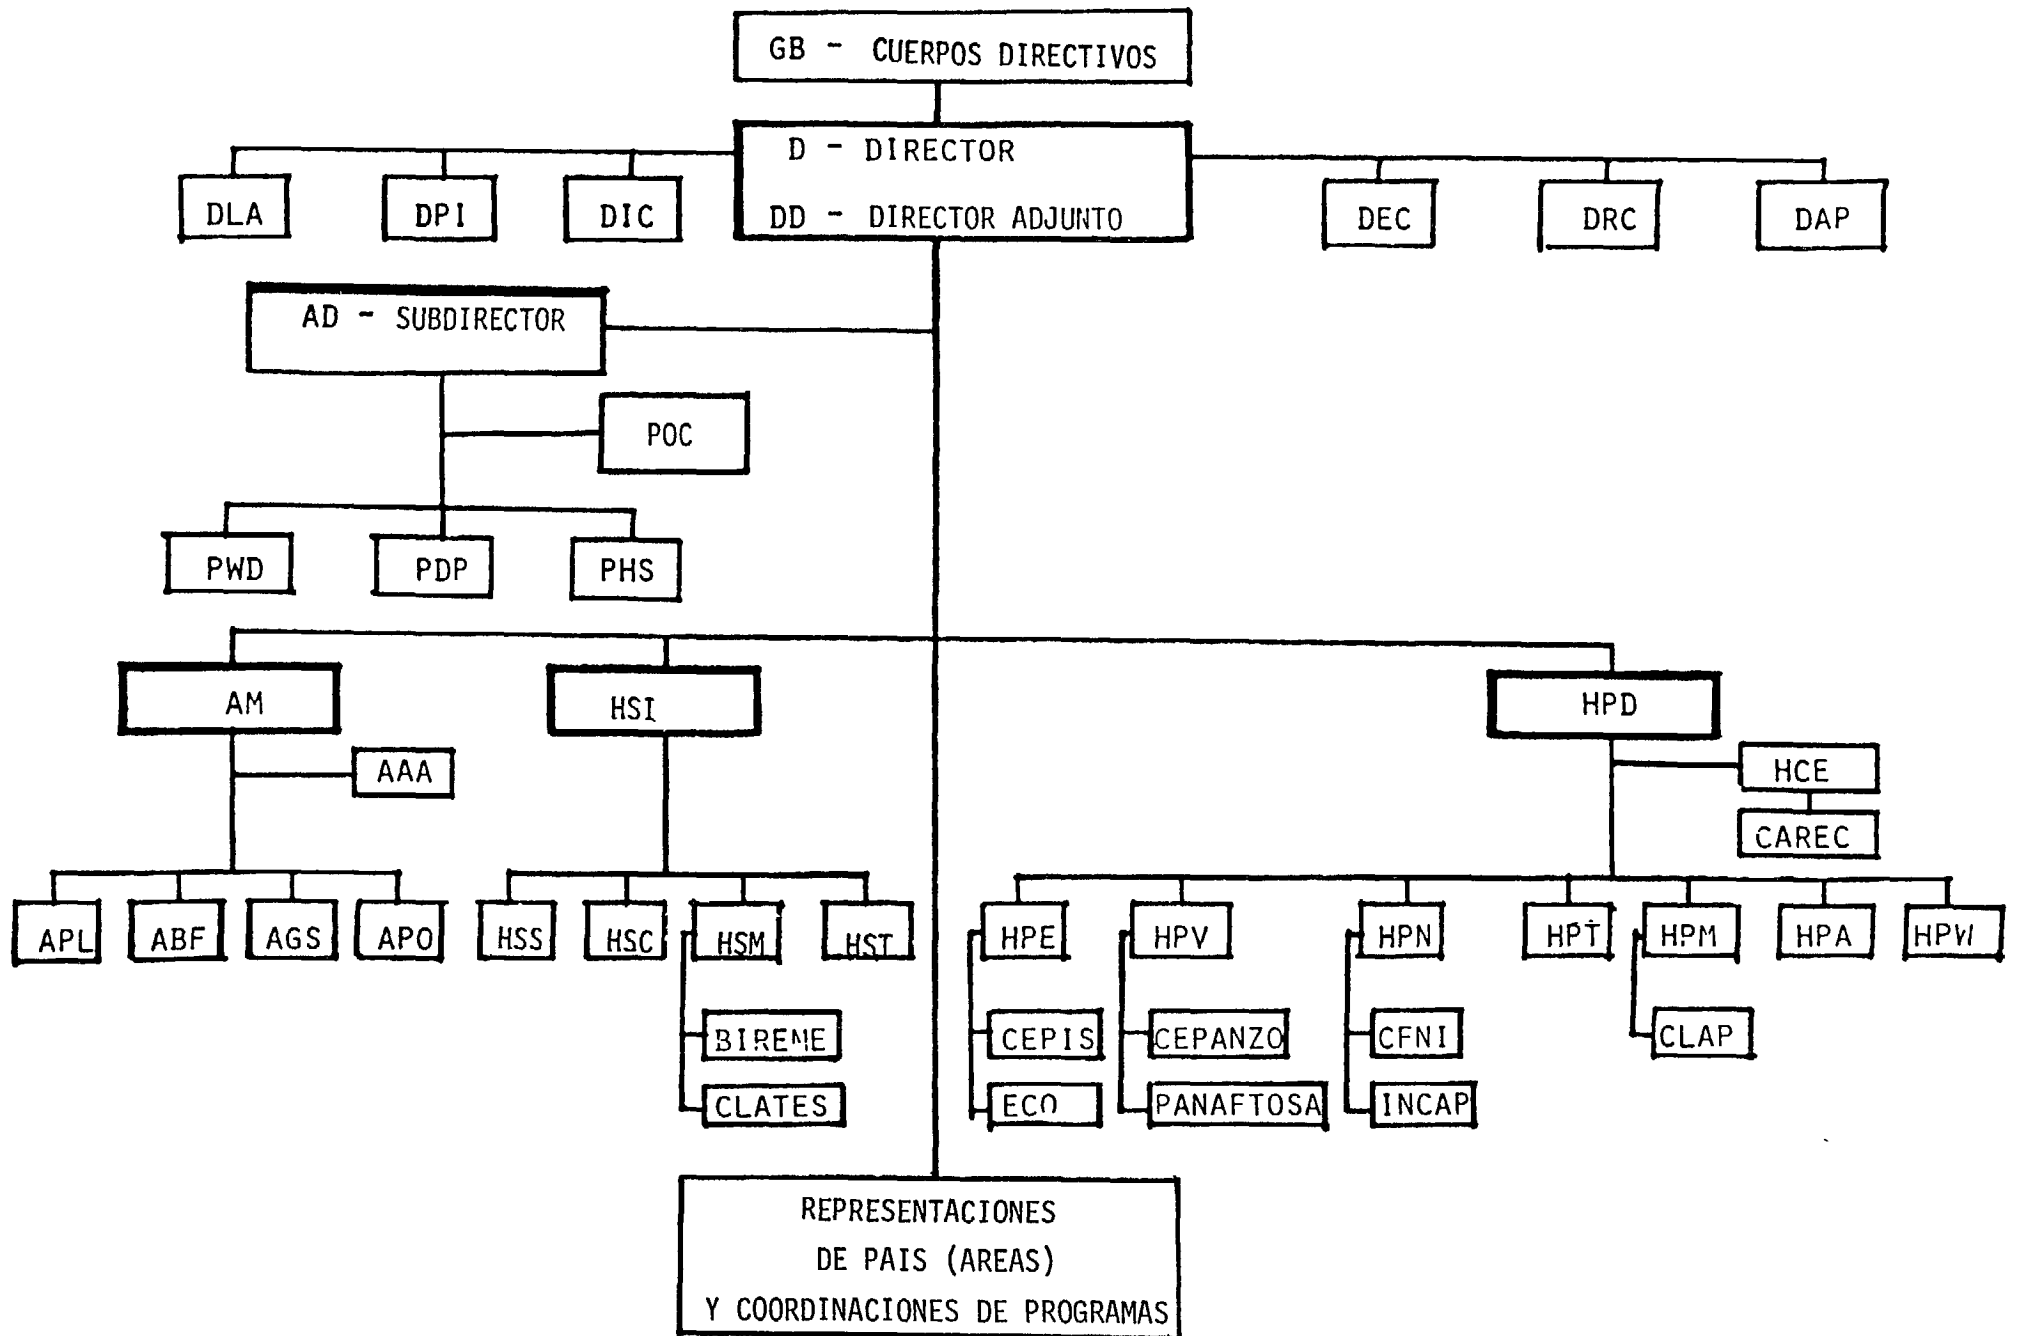 GB - CUERPOS DIRECTIVOS
D - DIRECTOR
DD - DIRECTOR ADJUNTO
DLA
DPI
DIC
DEC
DRC
DAP
AD - SUBDIRECTOR
POC
PWD
PDP
PHS
AM
HSI
HPD
AAA
HCE
CAREC
APL
ABF
AGS
APO
HSS
HSC
HSM
HST
HPE
HPV
HPN
HPT
HPM
HPA
HPW
BIREME
CEPIS
CEPANZO
CFNI
CLAP
CLATES
ECO
PANAFTOSA
INCAP
REPRESENTACIONES
DE PAIS (AREAS)
Y COORDINACIONES DE PROGRAMAS